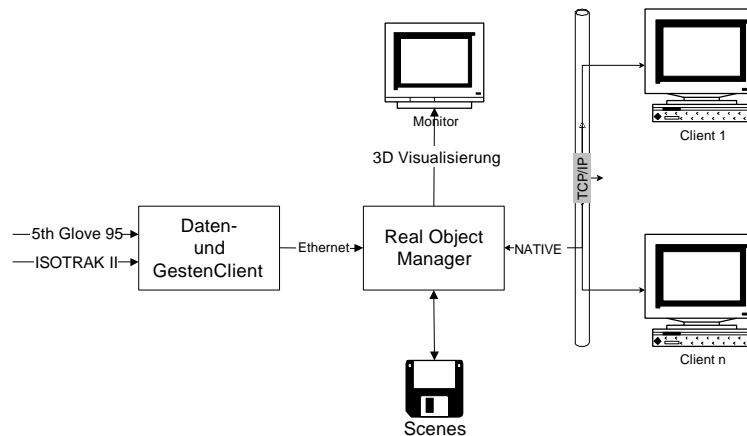 Monitor
3D Visualisierung
Client 1
TCP/IP
5th Glove 95
ISOTRAK II
Daten-
und
GestenClient
Ethernet
Real Object
Manager
NATIVE
Client n
Scenes